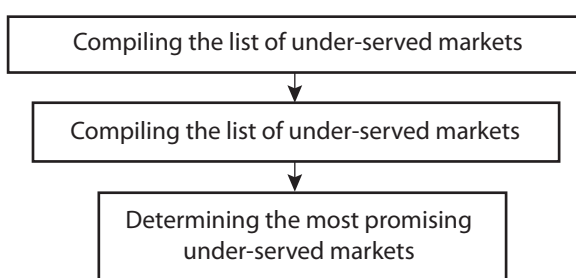 Compiling the list of under-served markets
Compiling the list of under-served markets
Determining the most promising
under-served markets